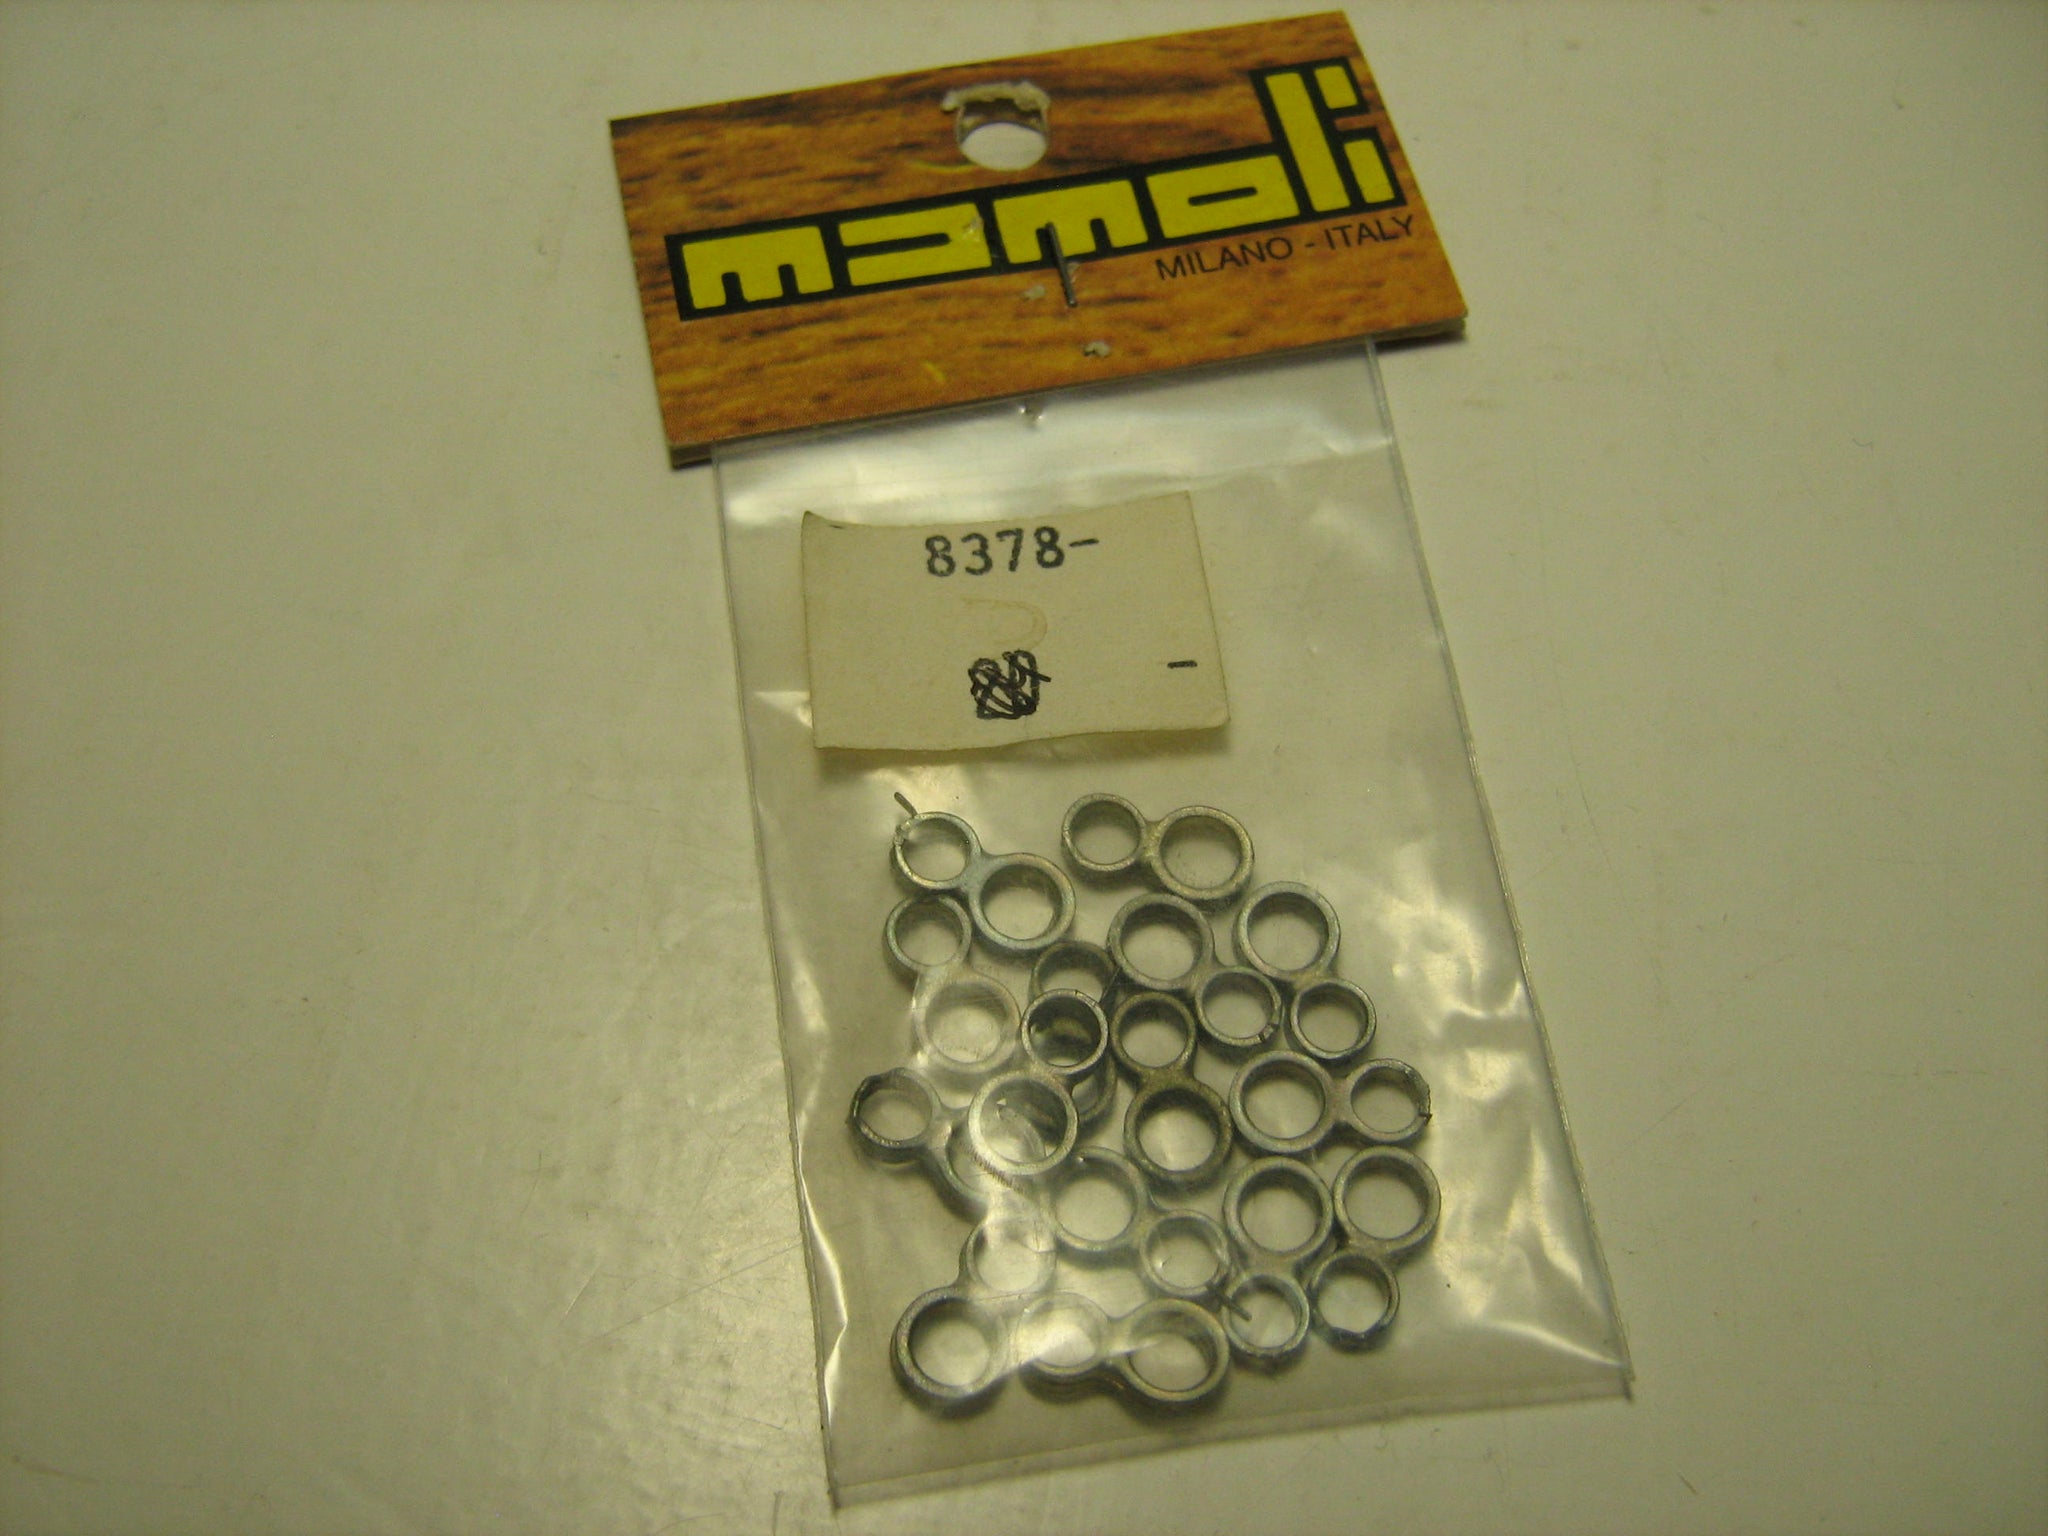 mamoli
MILANO - ITALY
8378-
-